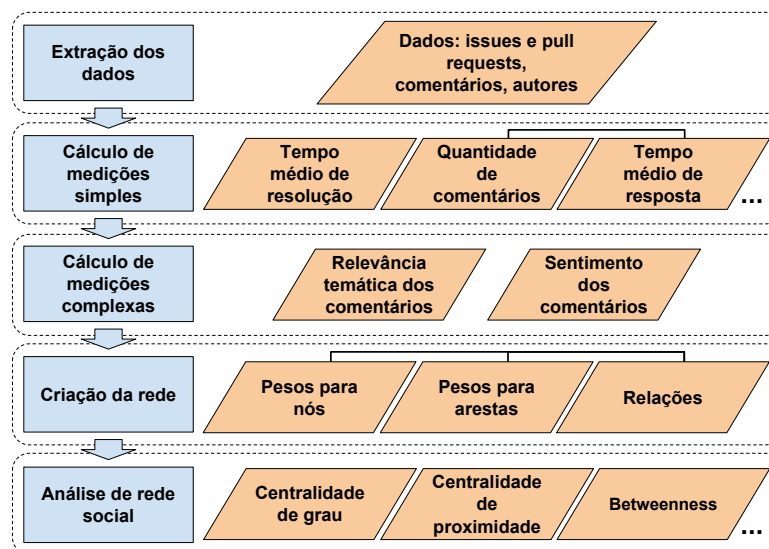 Extração dos
dados
Dados: issues e pull
requests,
comentários, autores
Cálculo de
medições
simples
Tempo
médio de
resolução
Quantidade
de
comentários
Tempo
médio de
resposta
...
Cálculo de
medições
complexas
Relevância
temática dos
comentários
Sentimento
dos
comentários
Criação da rede
Pesos para
nós
Pesos para
arestas
Relações
Análise de rede
social
Centralidade
de grau
Centralidade
de
proximidade
Betweenness
...